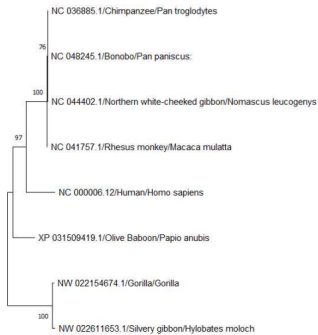 NC 036885.1/Chimpanzee/Pan troglodytes
76
NC 048245.1/Bonobo/Pan paniscus:
100
NC 044402.1/Northern white-cheeked gibbon/Nomascus leucogenys
97
NC 041757.1/Rhesus monkey/Macaca mulatta
NC 000006.12/Human/Homo sapiens
XP 031509419.1/Olive Baboon/Papio anubis
NW 022154674.1/Gorilla/Gorilla
100
NW 022611653.1/Silvery gibbon/Hylobates moloch